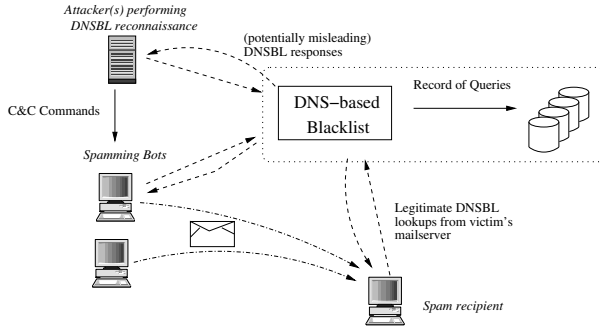 Attacker(s) performing
DNSBL reconnaissance
(potentially misleading)
DNSBL responses
C&C Commands
DNS-based
Blacklist
Record of Queries
Spamming Bots
Legitimate DNSBL
lookups from victim's
mailserver
Spam recipient